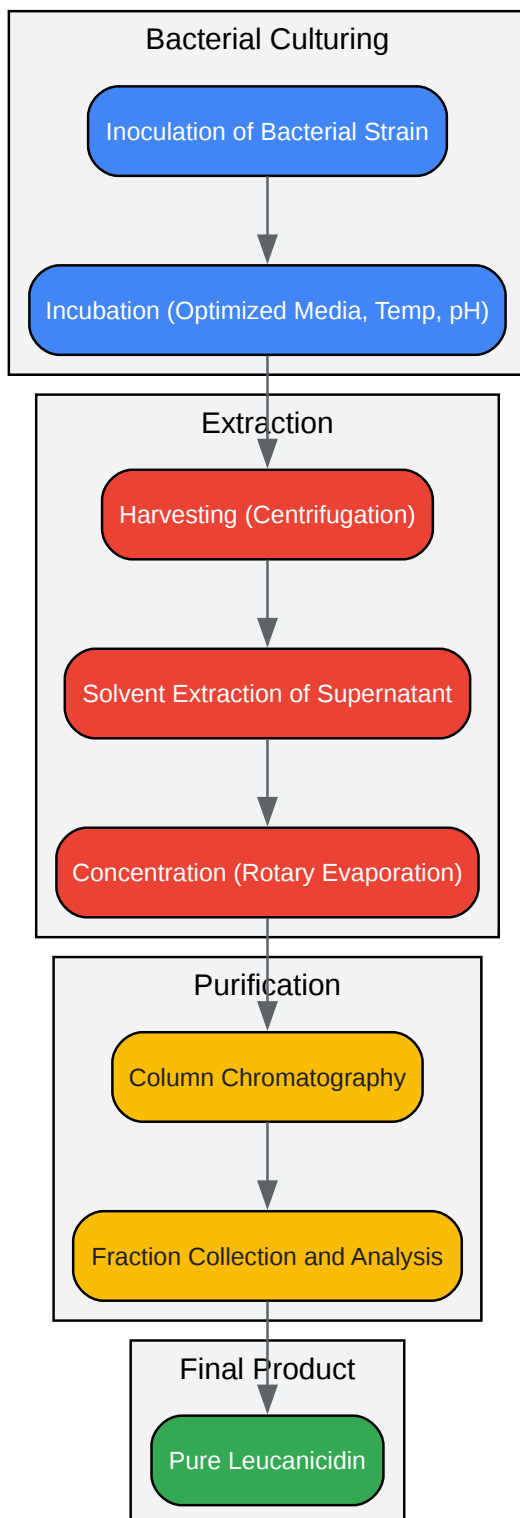 Bacterial Culturing
Inoculation of Bacterial Strain
Incubation (Optimized Media, Temp, pH)
Extraction
Harvesting (Centrifugation)
Solvent Extraction of Supernatant
Concentration (Rotary Evaporation)
Purification
Column Chromatography
Fraction Collection and Analysis
Final Product
Pure Leucanicidin